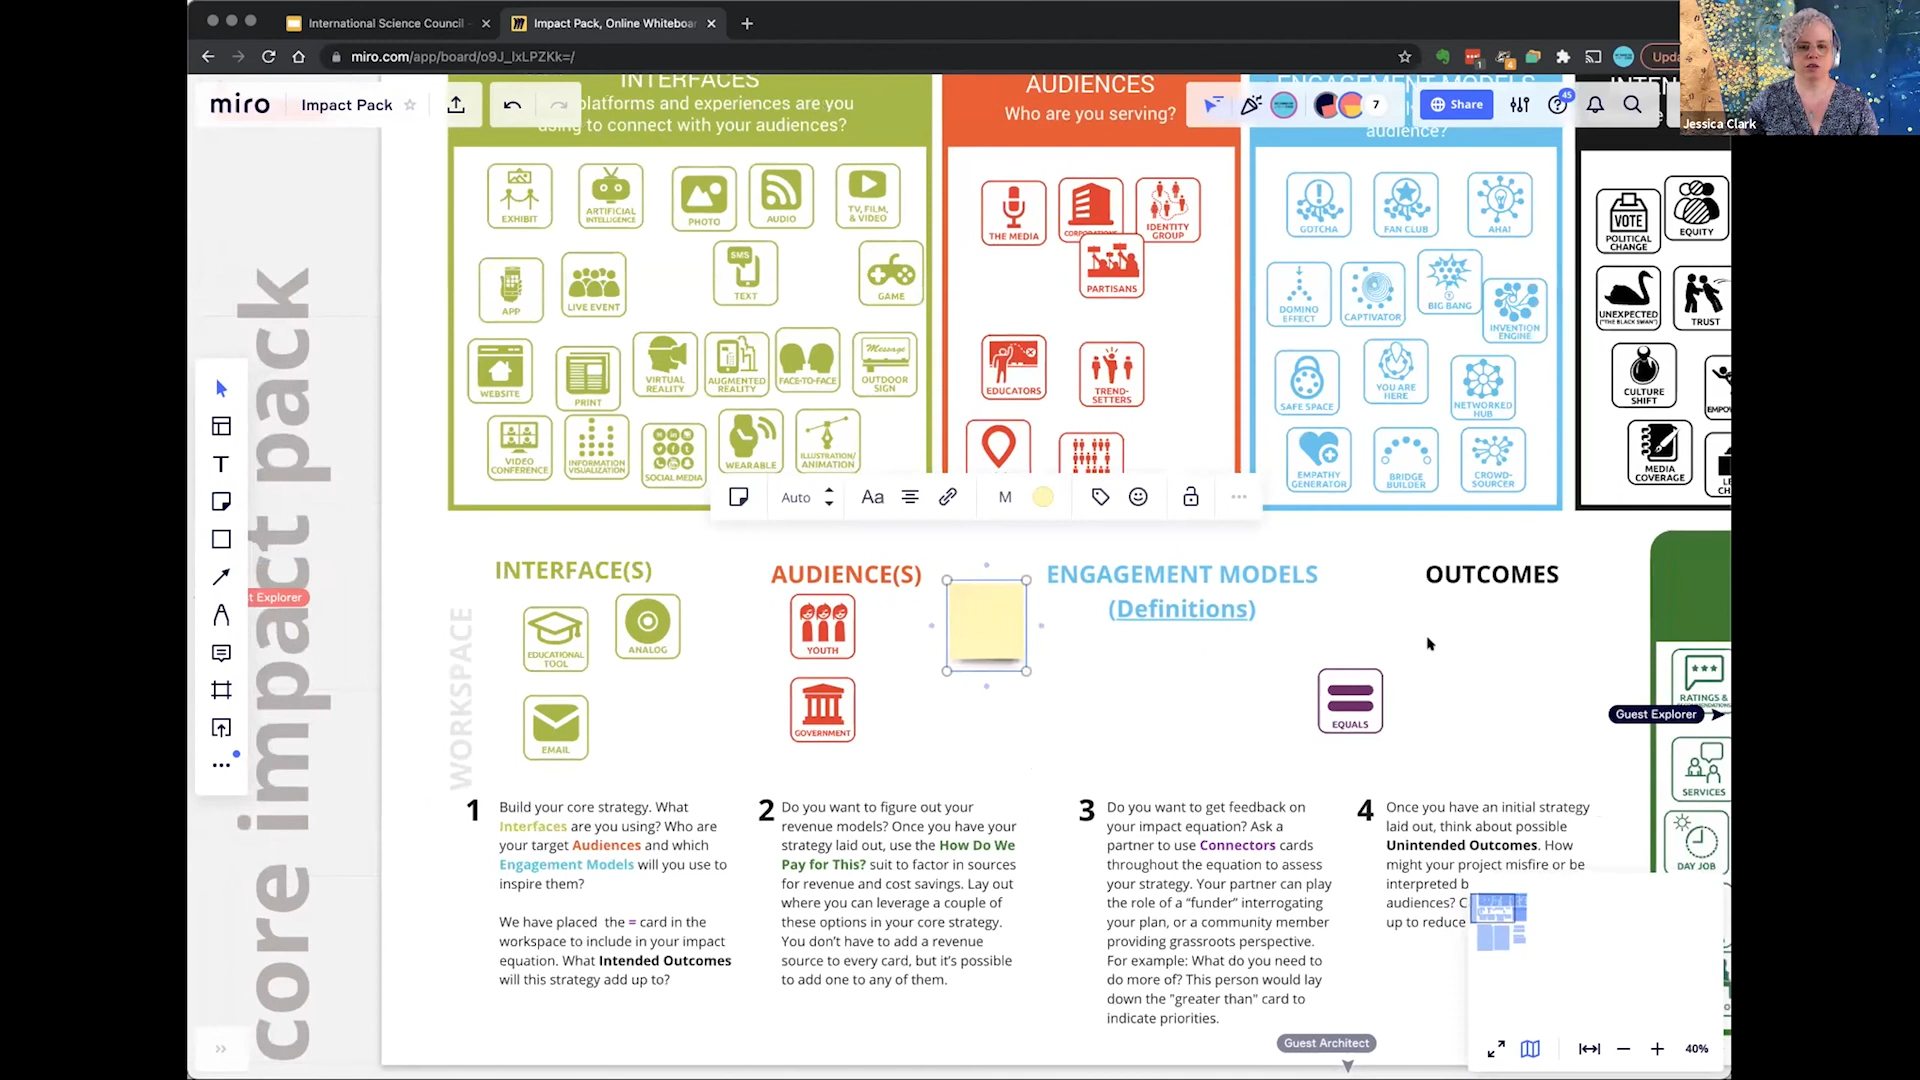 International Science Council
Impact Pack, Online Whiteboar
miro.com/app/board/o9J_lxLPZKk=/
Upda
Jessica Clark
miro
Impact Pack
7
Share
45
INTERFACES
platforms and experiences are you
using to connect with your audiences?
EXHIBIT
ARTIFICIAL
INTELLIGENCE
PHOTO
AUDIO
TV, FILM,
& VIDEO
APP
LIVE EVENT
SMS
TEXT
GAME
WEBSITE
PRINT
VIRTUAL
REALITY
AUGMENTED
REALITY
FACE-TO-FACE
Message
OUTDOOR
SIGN
VIDEO
CONFERENCE
INFORMATION
VISUALIZATION
SOCIAL MEDIA
WEARABLE
ILLUSTRATION/
ANIMATION
AUDIENCES
Who are you serving?
THE MEDIA
CORPORATIONS
IDENTITY
GROUP
PARTISANS
EDUCATORS
TREND-
SETTERS
ENGAGEMENT MODELS
audience?
GOTCHA
FAN CLUB
AHA!
DOMINO
EFFECT
CAPTIVATOR
BIG BANG
INVENTION
ENGINE
SAFE SPACE
YOU ARE
HERE
NETWORKED
HUB
EMPATHY
GENERATOR
BRIDGE
BUILDER
CROWD-
SOURCER
INTEN
VOTE
POLITICAL
CHANGE
EQUITY
UNEXPECTED
("THE BLACK SWAN")
TRUST
CULTURE
SHIFT
EMPO
MEDIA
COVERAGE
LE
CH
Auto
Aa
M
core impact pack
t Explorer
WORKSPACE
INTERFACE(S)
EDUCATIONAL
TOOL
ANALOG
EMAIL
AUDIENCE(S)
YOUTH
GOVERNMENT
ENGAGEMENT MODELS
(Definitions)
EQUALS
OUTCOMES
Guest Explorer
RATINGS &
RECOMMENDATIONS
SERVICES
DAY JOB
1
Build your core strategy. What
Interfaces are you using? Who are
your target Audiences and which
Engagement Models will you use to
inspire them?
We have placed the = card in the
workspace to include in your impact
equation. What Intended Outcomes
will this strategy add up to?
2
Do you want to figure out your
revenue models? Once you have your
strategy laid out, use the How Do We
Pay for This? suit to factor in sources
for revenue and cost savings. Lay out
where you can leverage a couple of
these options in your core strategy.
You don't have to add a revenue
source to every card, but it's possible
to add one to any of them.
3
Do you want to get feedback on
your impact equation? Ask a
partner to use Connectors cards
throughout the equation to assess
your strategy. Your partner can play
the role of a “funder” interrogating
your plan, or a community member
providing grassroots perspective.
For example: What do you need to
do more of? This person would lay
down the "greater than" card to
indicate priorities.
4
Once you have an initial strategy
laid out, think about possible
Unintended Outcomes. How
might your project misfire or be
interpreted b
audiences? C
up to reduce
Guest Architect
40%